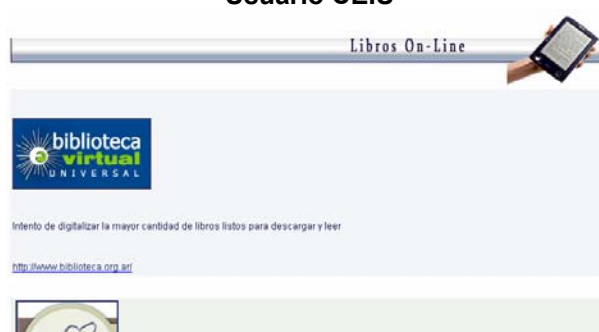 Usuario
Libros On-Line
biblioteca
virtual
UNIVERSAL
Intento de digitalizar la mayor cantidad de libros listos para descargar y leer
http://www.biblioteca.org.ar/